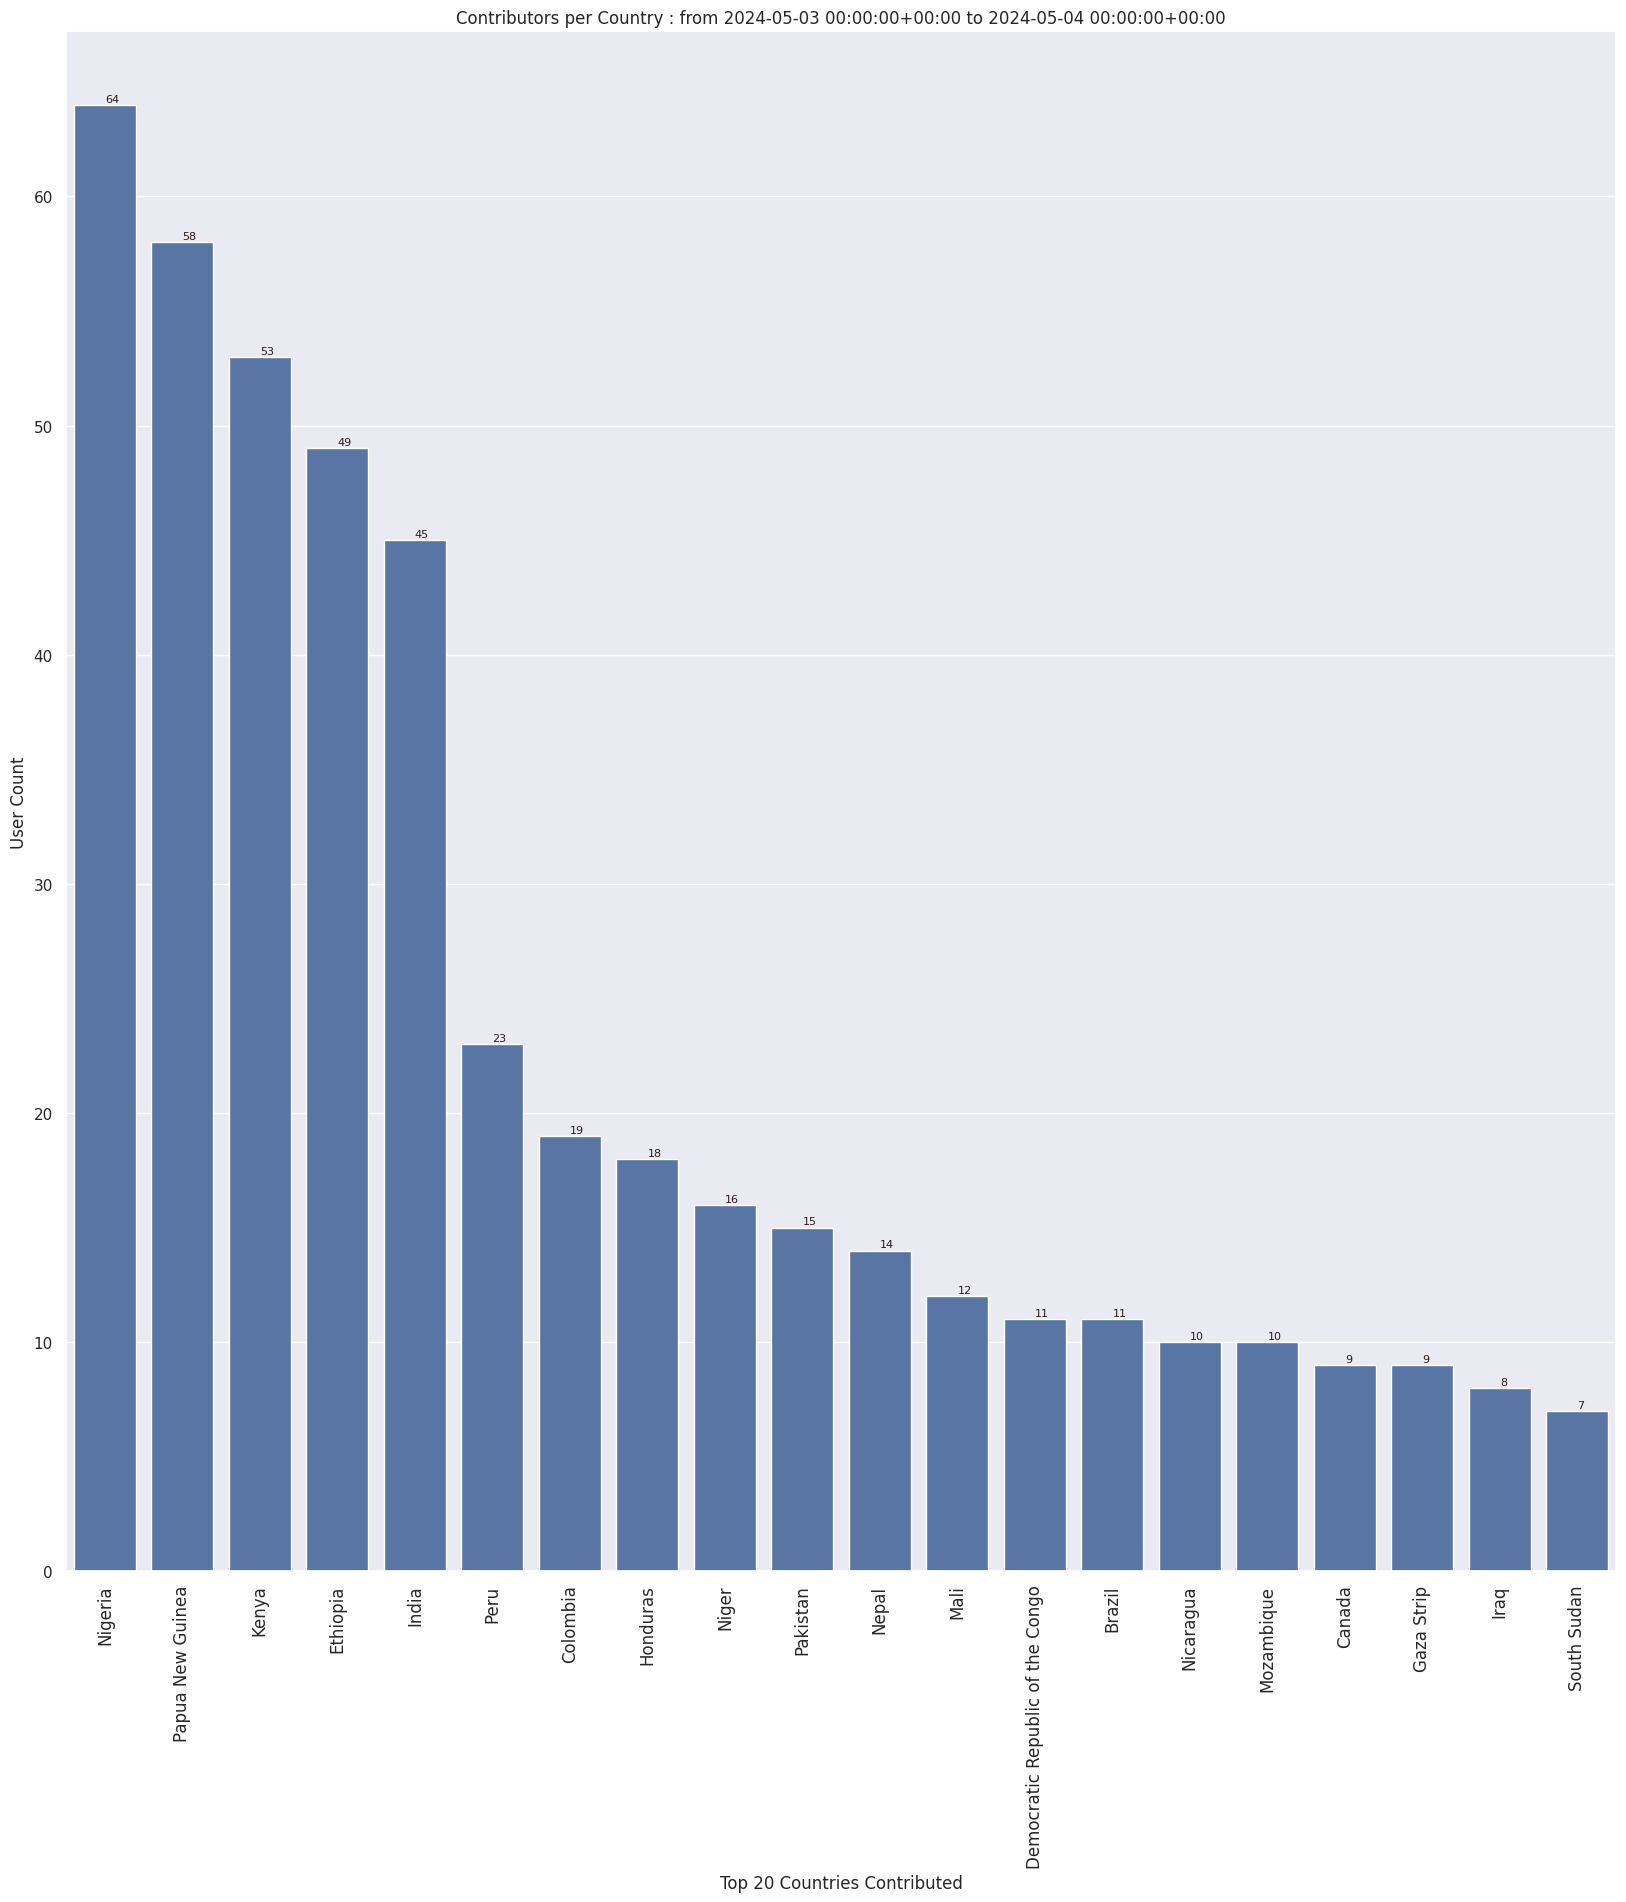 Contributors per Country : from 2024-05-03 00:00:00+00:00 to 2024-05-04 00:00:00+00:00
User Count
60
50
40
30
20
10
0
64
58
53
49
45
23
19
18
16
15
14
12
11
11
10
10
9
9
8
7
Nigeria
Papua New Guinea
Kenya
Ethiopia
India
Peru
Colombia
Honduras
Niger
Pakistan
Nepal
Mali
Democratic Republic of the Congo
Brazil
Nicaragua
Mozambique
Canada
Gaza Strip
Iraq
South Sudan
Top 20 Countries Contributed